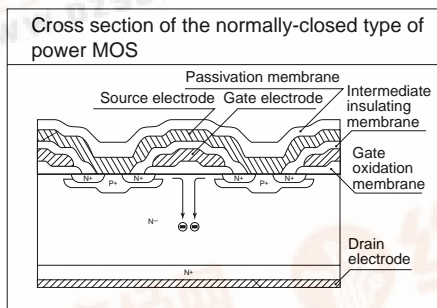 Cross section of the normally-closed type of
power MOS
Passivation membrane
Source electrode Gate electrode
Intermediate
insulating
membrane
Gate
oxidation
membrane
N+ N+ N+ N+
P+ P+
N−
Drain
electrode
N+